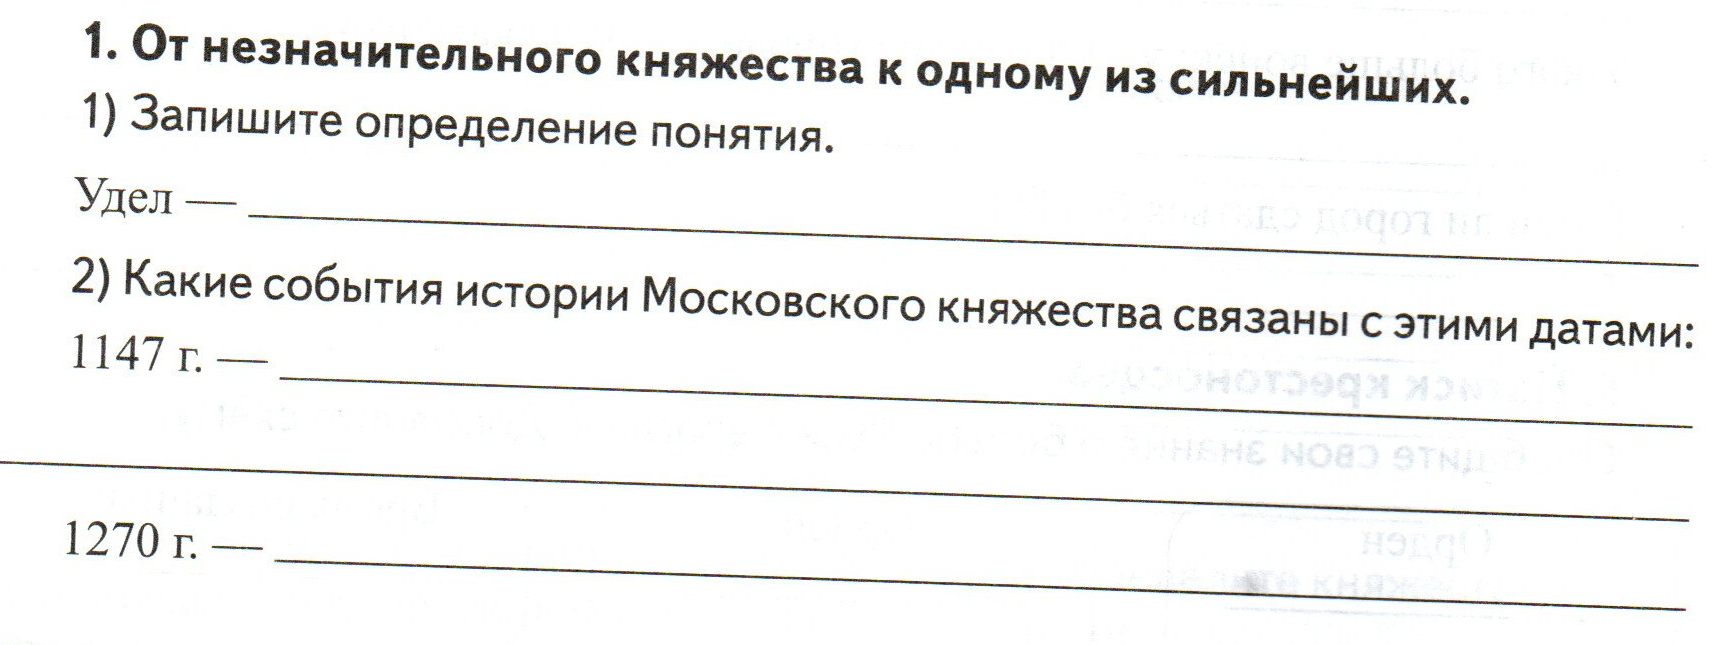 1. От незначительного княжества к одному из сильнейших.
1) Запишите определение понятия.
Удел —
2) Какие события истории Московского княжества связаны с этими датами:
1147 г. —
1270 г. —